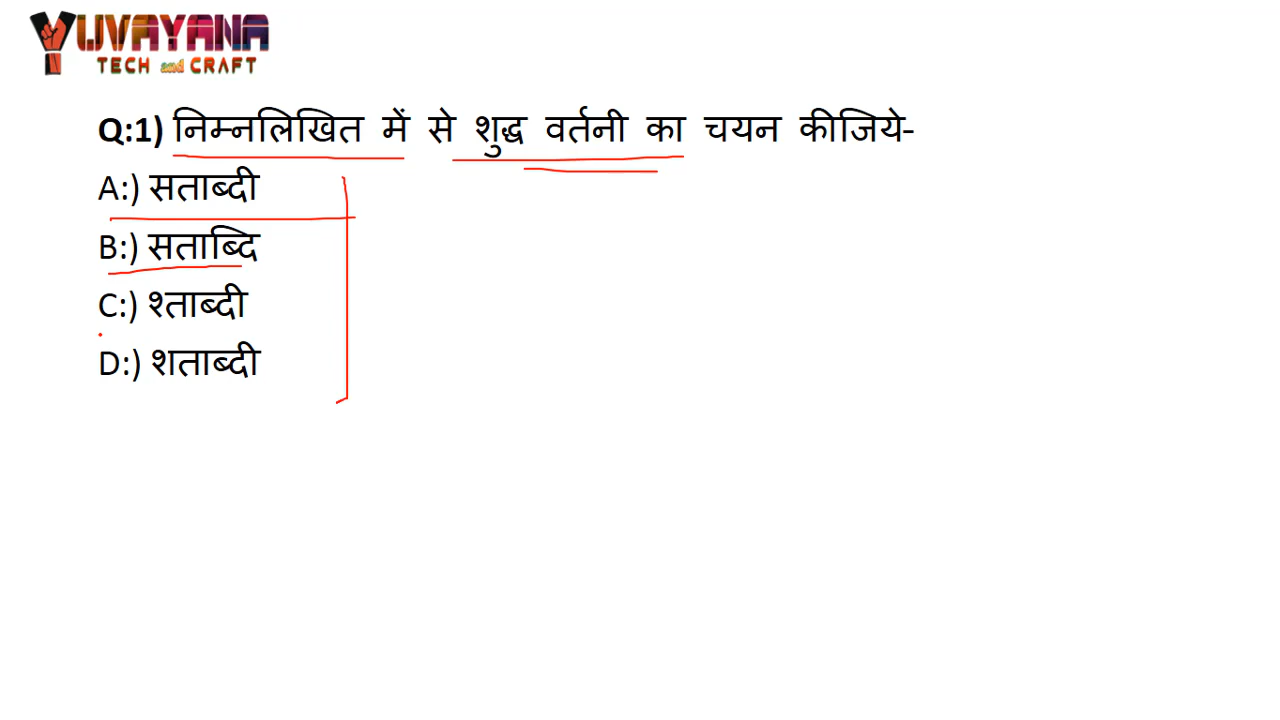 YUVAYANA
TECH and CRAFT
Q:1) निम्नलिखित में से शुद्ध वर्तनी का चयन कीजिये-
A:) सताब्दी
B:) सताब्दि
C:) श्ताब्दी
D:) शताब्दी